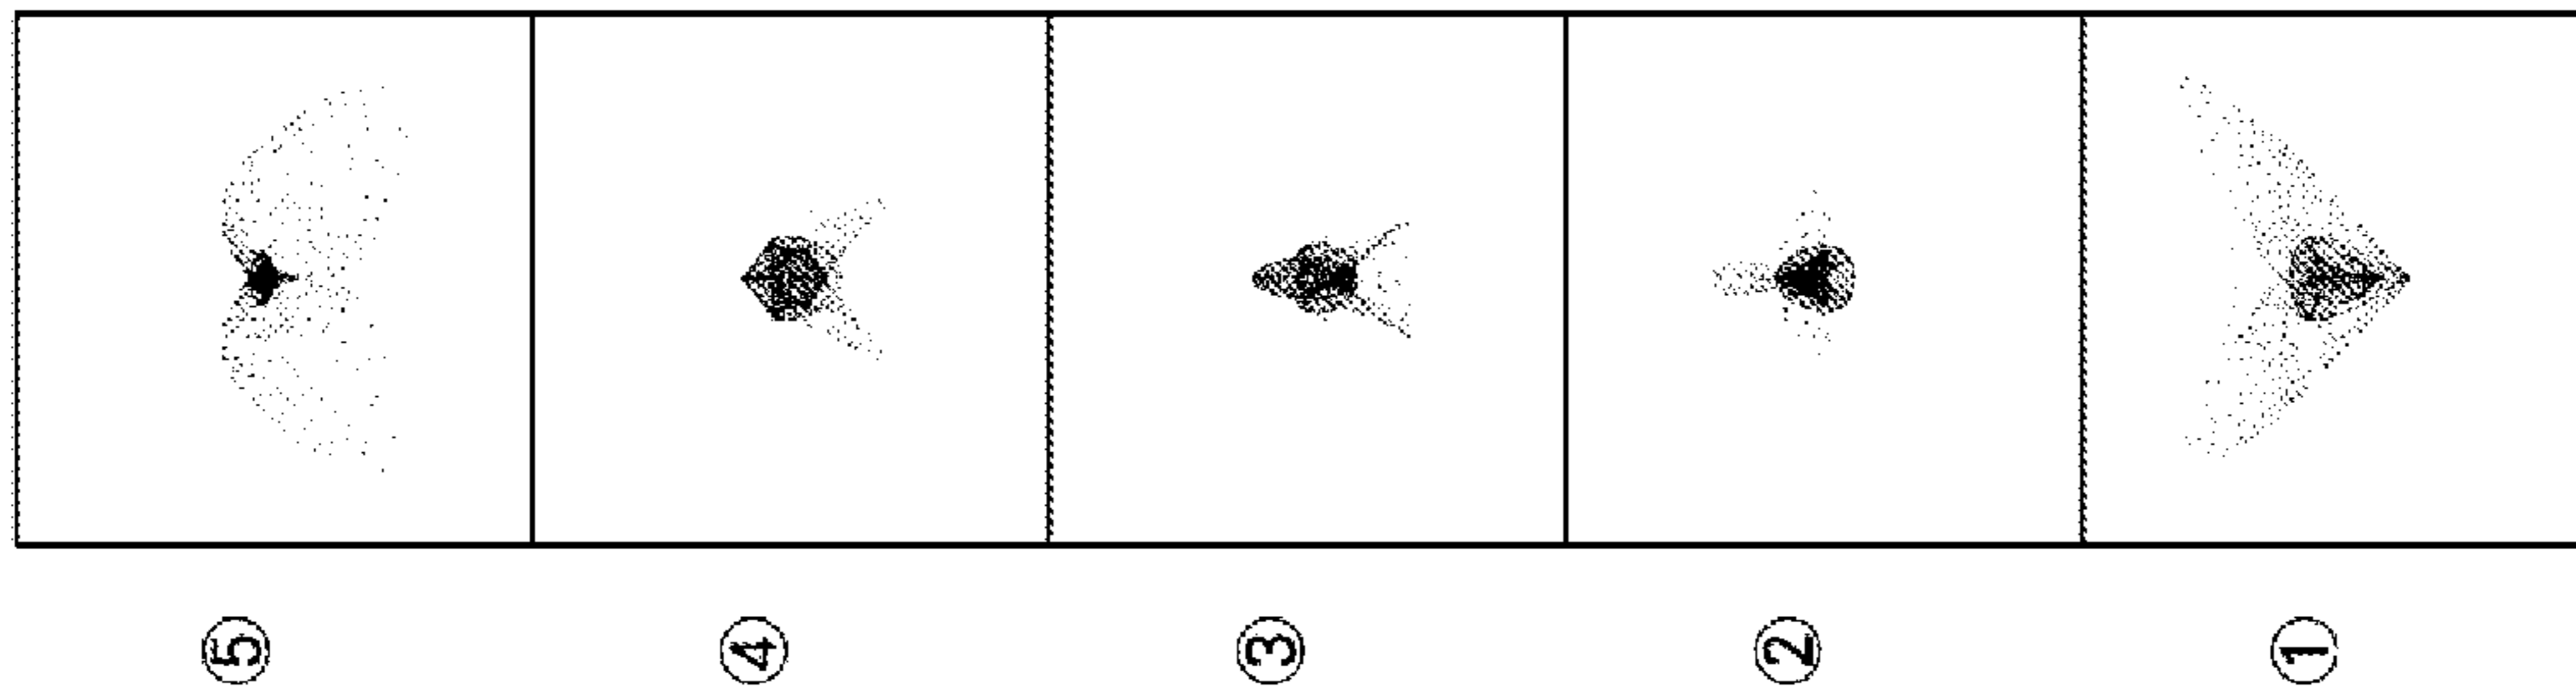 ⑤ ④ ③ ② ①